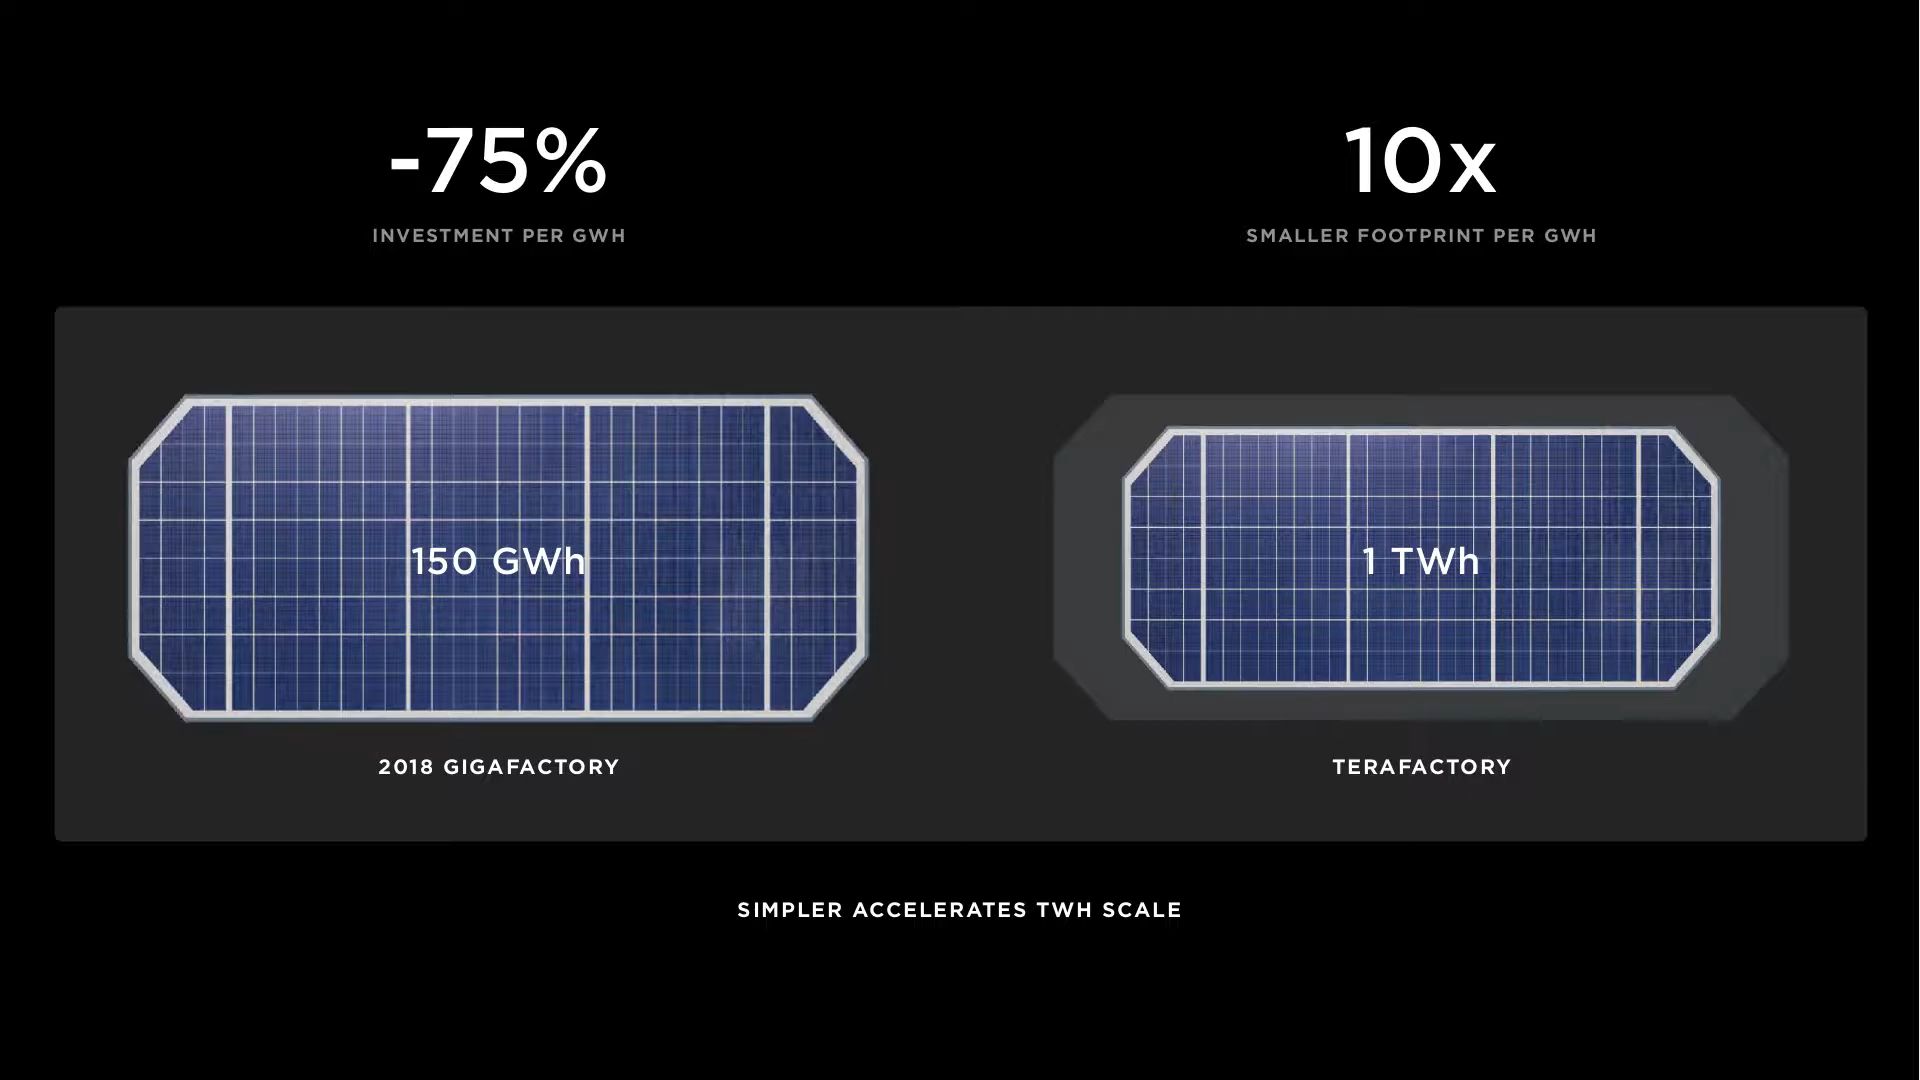 -75%
INVESTMENT PER GWH
10x
SMALLER FOOTPRINT PER GWH
150 GWh
2018 GIGAFACTORY
1 TWh
TERAFACTORY
SIMPLER ACCELERATES TWH SCALE